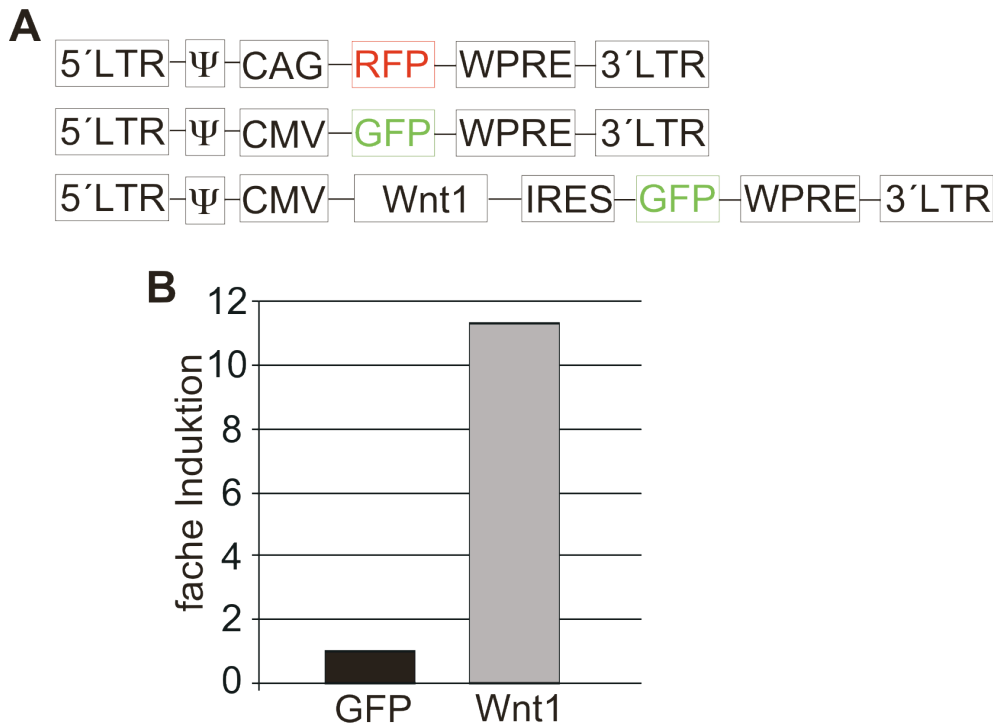 A
5´LTR Ψ CAG RFP WPRE 3´LTR
5´LTR Ψ CMV GFP WPRE 3´LTR
5´LTR Ψ CMV Wnt1 IRES GFP WPRE 3´LTR
B
fache Induktion
12
10
8
6
4
2
0
GFP Wnt1